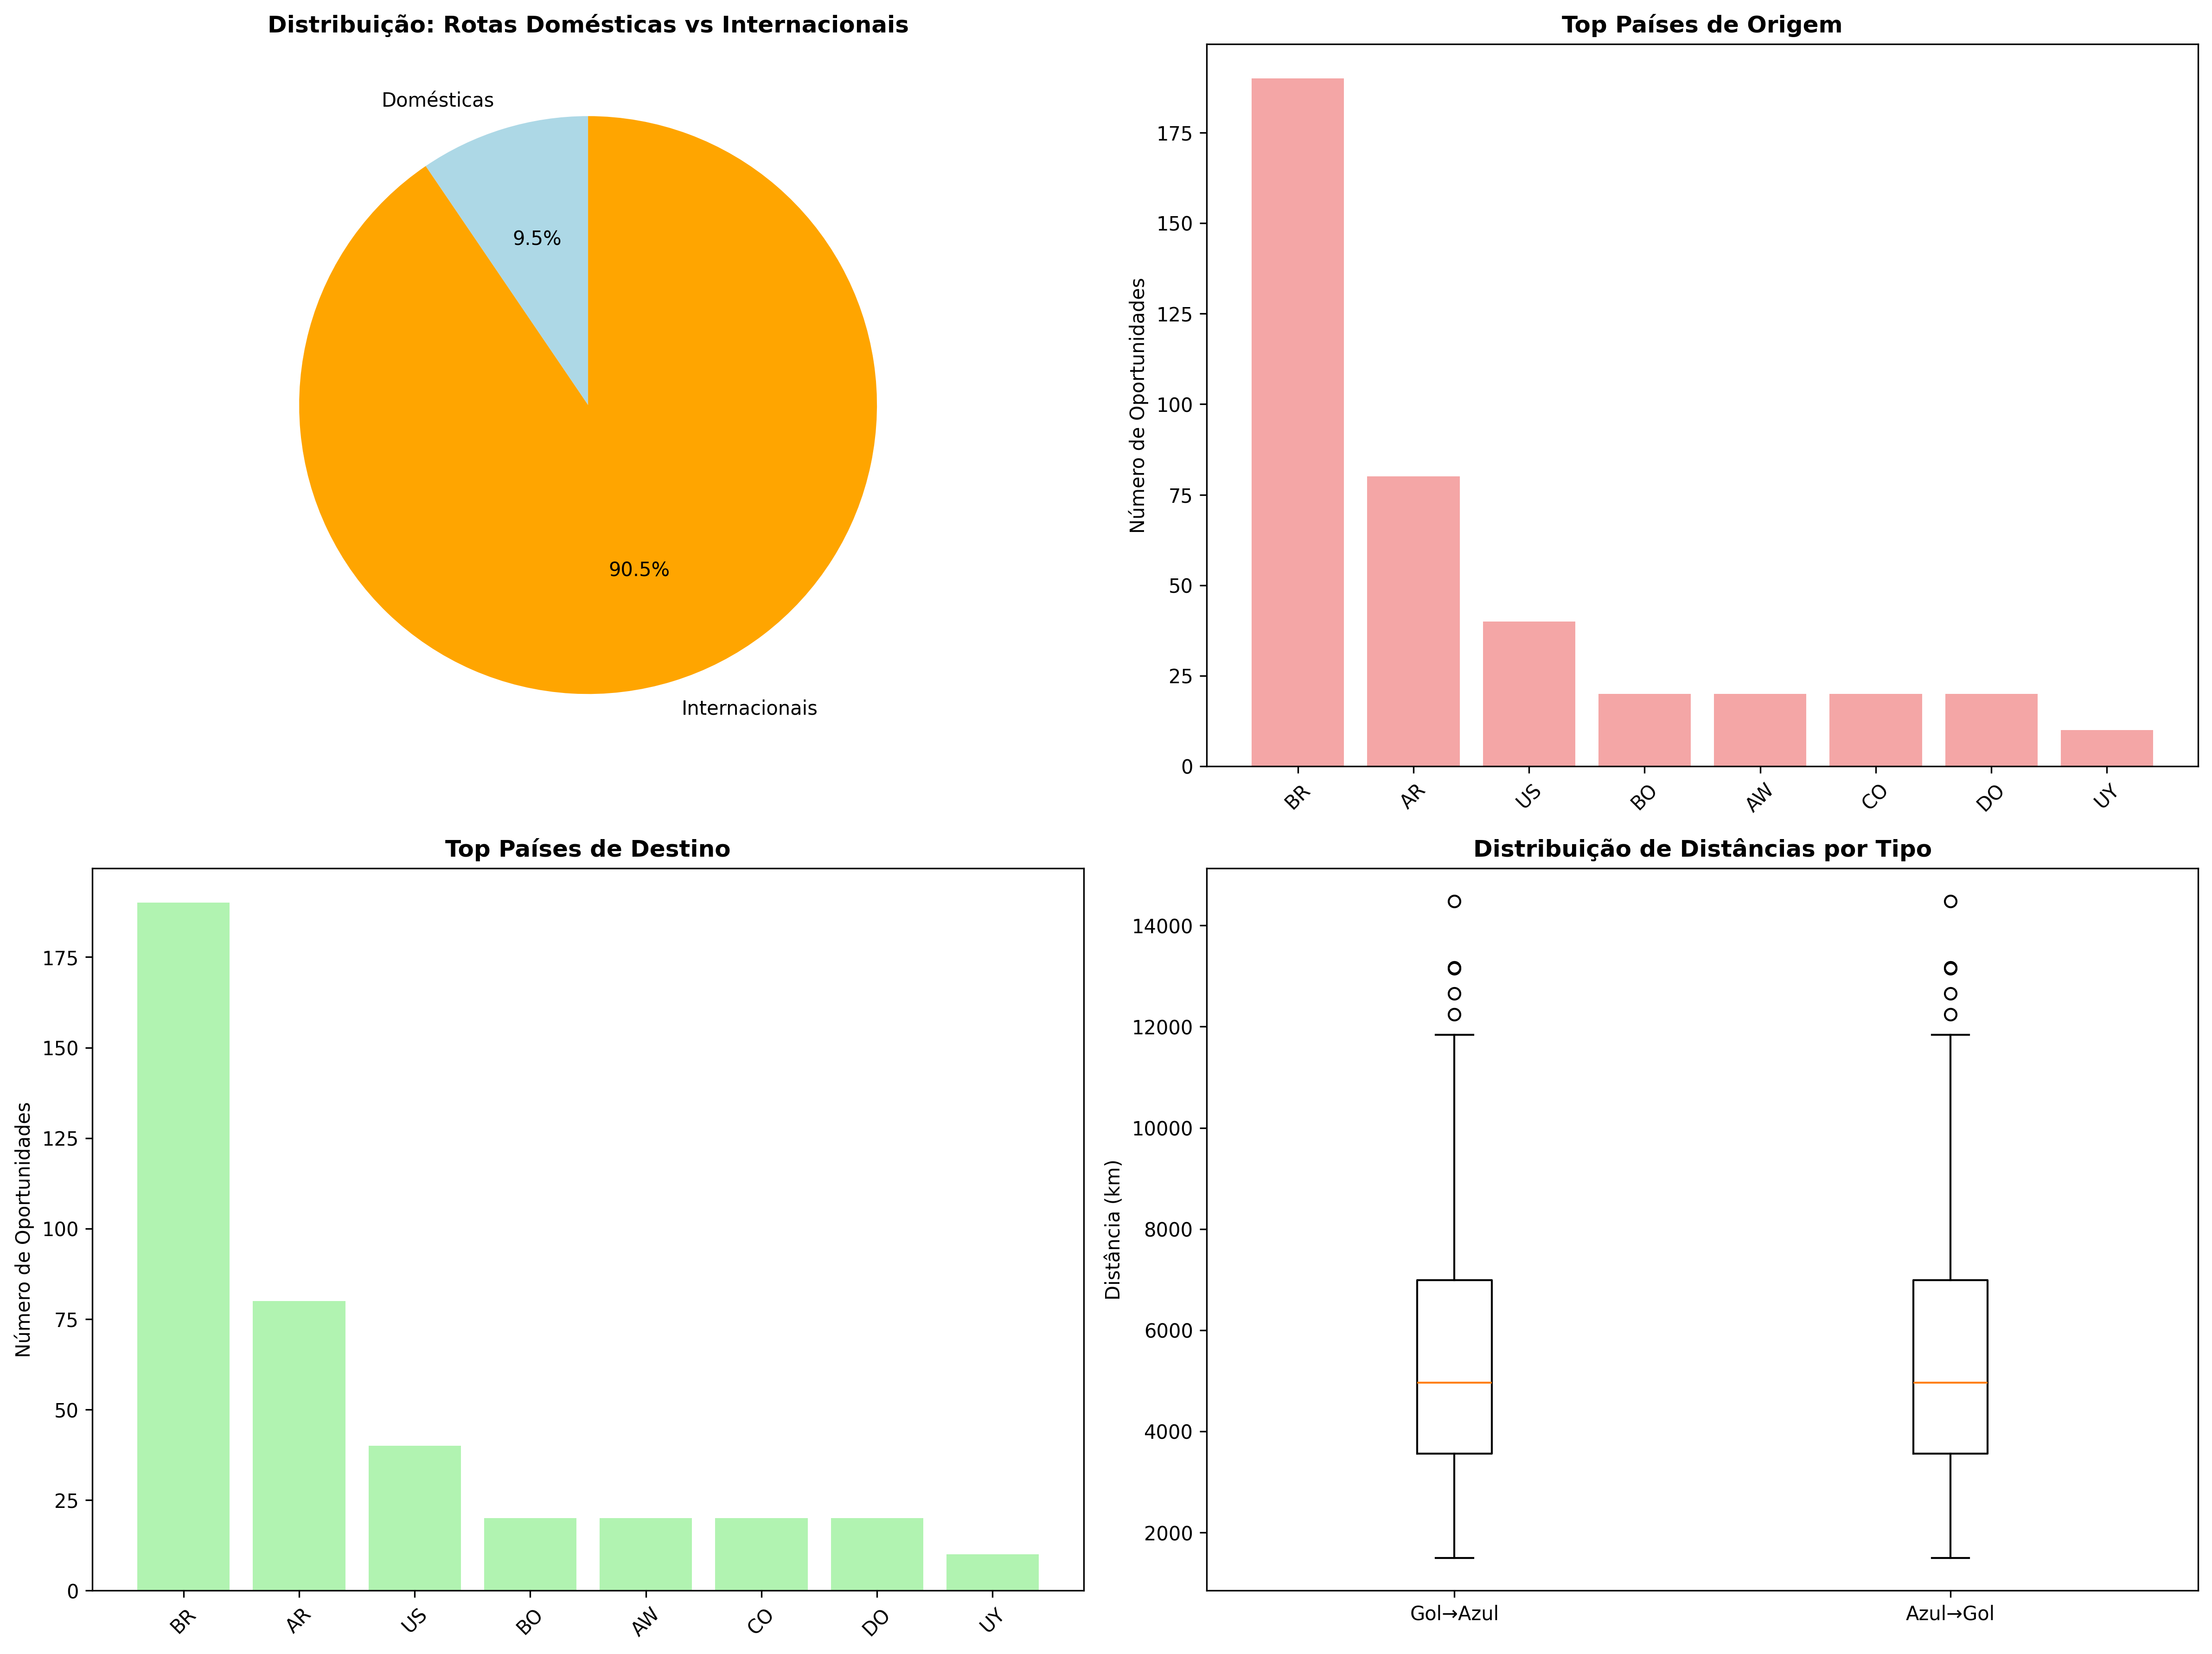 Distribuição: Rotas Domésticas vs Internacionais
Domésticas
9.5%
90.5%
Internacionais
Top Países de Origem
Número de Oportunidades
175
150
125
100
75
50
25
0
BR
AR
US
BO
AW
CO
DO
UY
Top Países de Destino
Número de Oportunidades
175
150
125
100
75
50
25
0
BR
AR
US
BO
AW
CO
DO
UY
Distribuição de Distâncias por Tipo
Distância (km)
14000
12000
10000
8000
6000
4000
2000
Gol→Azul
Azul→Gol